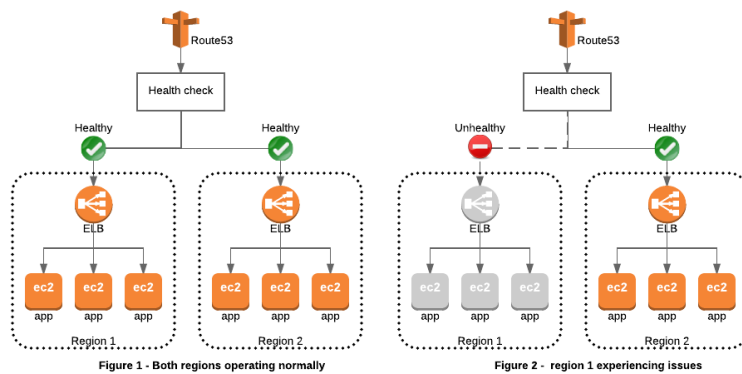 Route53
Health check
Healthy
Healthy
ELB
ELB
ec2 ec2 ec2
ec2 ec2 ec2
app app app
app app app
Region 1
Region 2
Figure 1 - Both regions operating normally
Route53
Health check
Unhealthy
Healthy
ELB
ELB
ec2 ec2 ec2
ec2 ec2 ec2
app app app
app app app
Region 1
Region 2
Figure 2 - region 1 experiencing issues